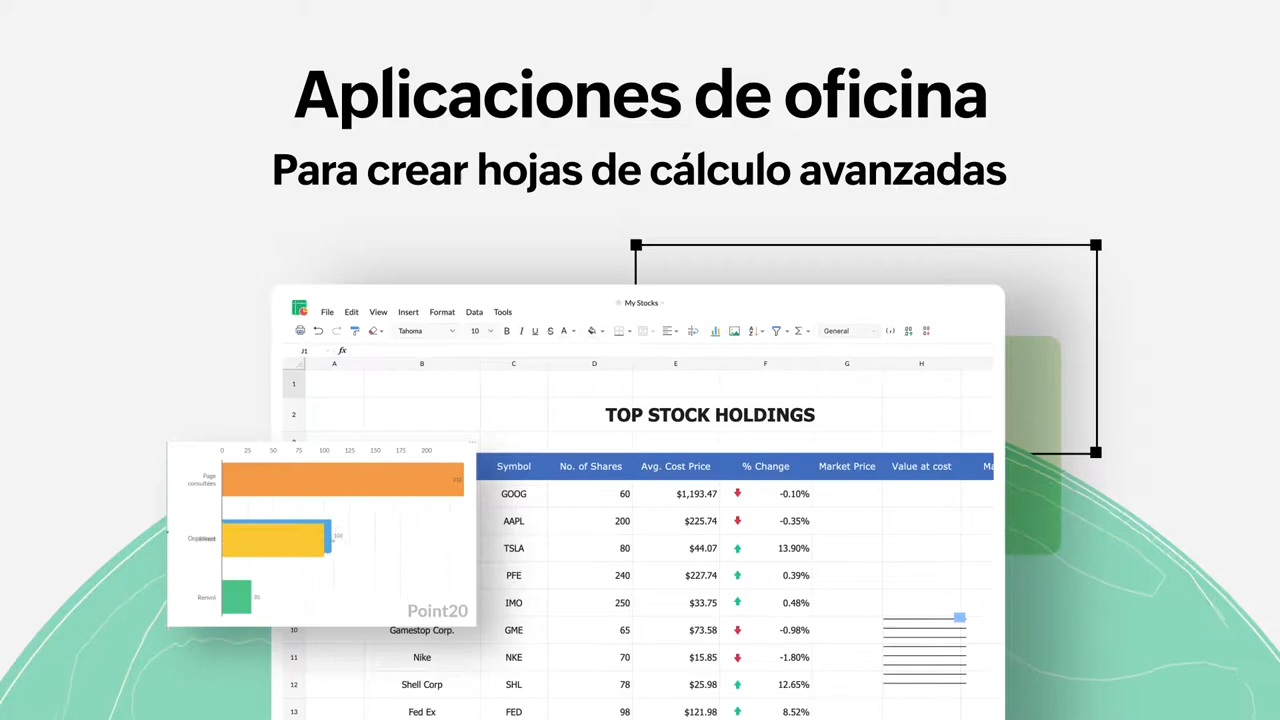 Aplicaciones de oficina
Para crear hojas de cálculo avanzadas
My Stocks
File Edit View Insert Format Data Tools
Tahoma 10 B I U S A General
J1 fx
A B C D E F G H
1
2 TOP STOCK HOLDINGS
0 25 50 75 100 125 150 175 200
Page
consultées
Renvoi
Point20
Symbol No. of Shares Avg. Cost Price % Change Market Price Value at cost Ma
GOOG 60 $1,193.47 -0.10%
AAPL 200 $225.74 -0.35%
TSLA 80 $44.07 13.90%
PFE 240 $227.74 0.39%
IMO 250 $33.75 0.48%
10 Gamestop Corp. GME 65 $73.58 -0.98%
11 Nike NKE 70 $15.85 -1.80%
12 Shell Corp SHL 78 $25.98 12.65%
13 Fed Ex FED 98 $121.98 8.52%